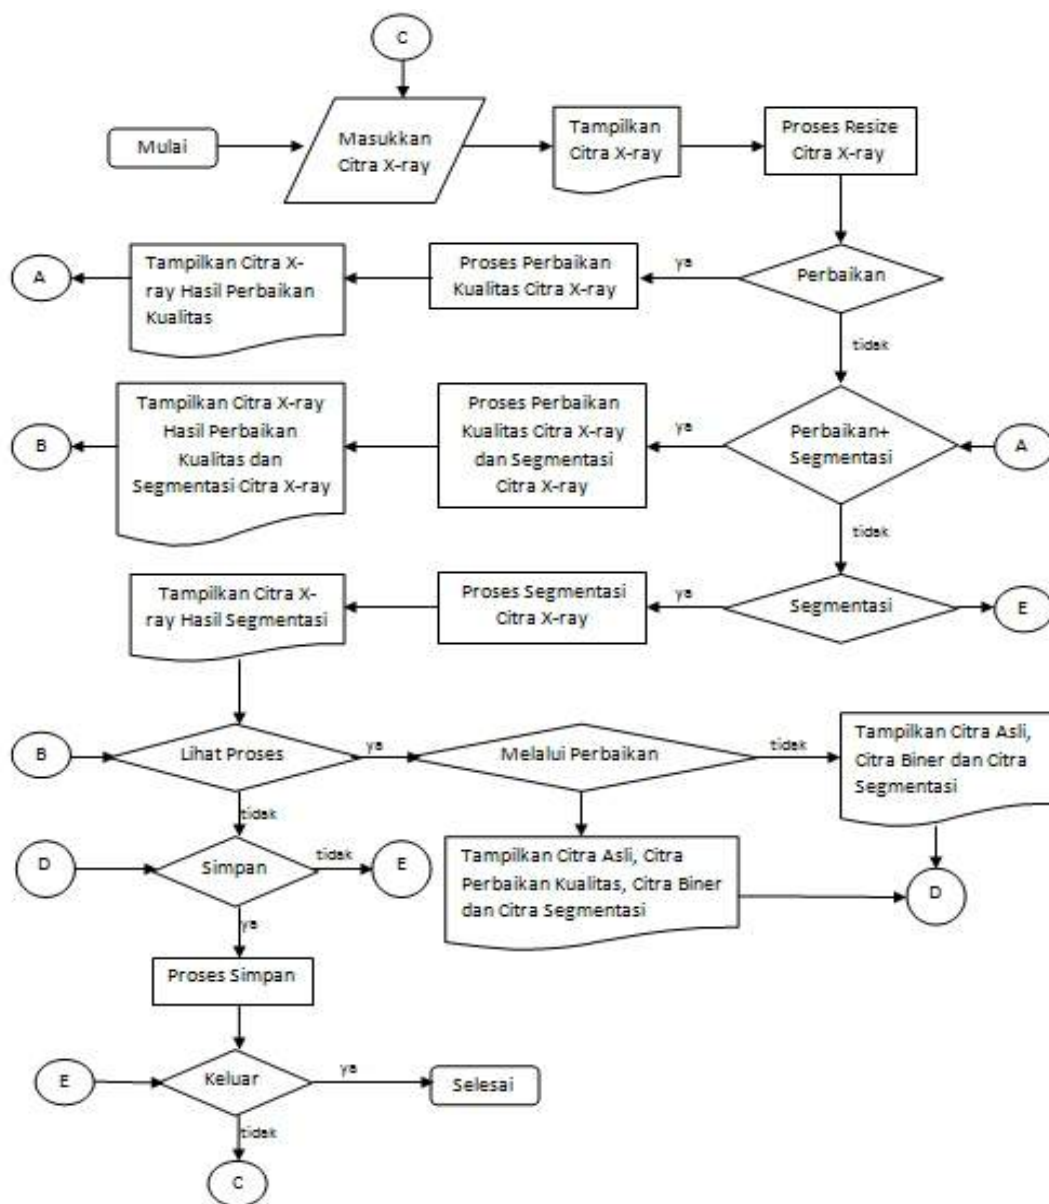 C
Mulai
Masukkan
Citra X-ray
Tampilkan
Citra X-ray
Proses Resize
Citra X-ray
A
Tampilkan Citra X-
ray Hasil Perbaikan
Kualitas
Proses Perbaikan
Kualitas Citra X-ray
ya
Perbaikan
tidak
B
Tampilkan Citra X-ray
Hasil Perbaikan
Kualitas dan
Segmentasi Citra X-ray
Proses Perbaikan
Kualitas Citra X-ray
dan Segmentasi
Citra X-ray
ya
Perbaikan+
Segmentasi
A
tidak
Tampilkan Citra X-
ray Hasil Segmentasi
Proses Segmentasi
Citra X-ray
ya
Segmentasi
E
B
Lihat Proses
ya
Melalui Perbaikan
tidak
Tampilkan Citra Asli,
Citra Biner dan Citra
Segmentasi
tidak
D
Simpan
tidak
E
Tampilkan Citra Asli, Citra
Perbaikan Kualitas, Citra Biner
dan Citra Segmentasi
D
ya
Proses Simpan
E
Keluar
ya
Selesai
tidak
C